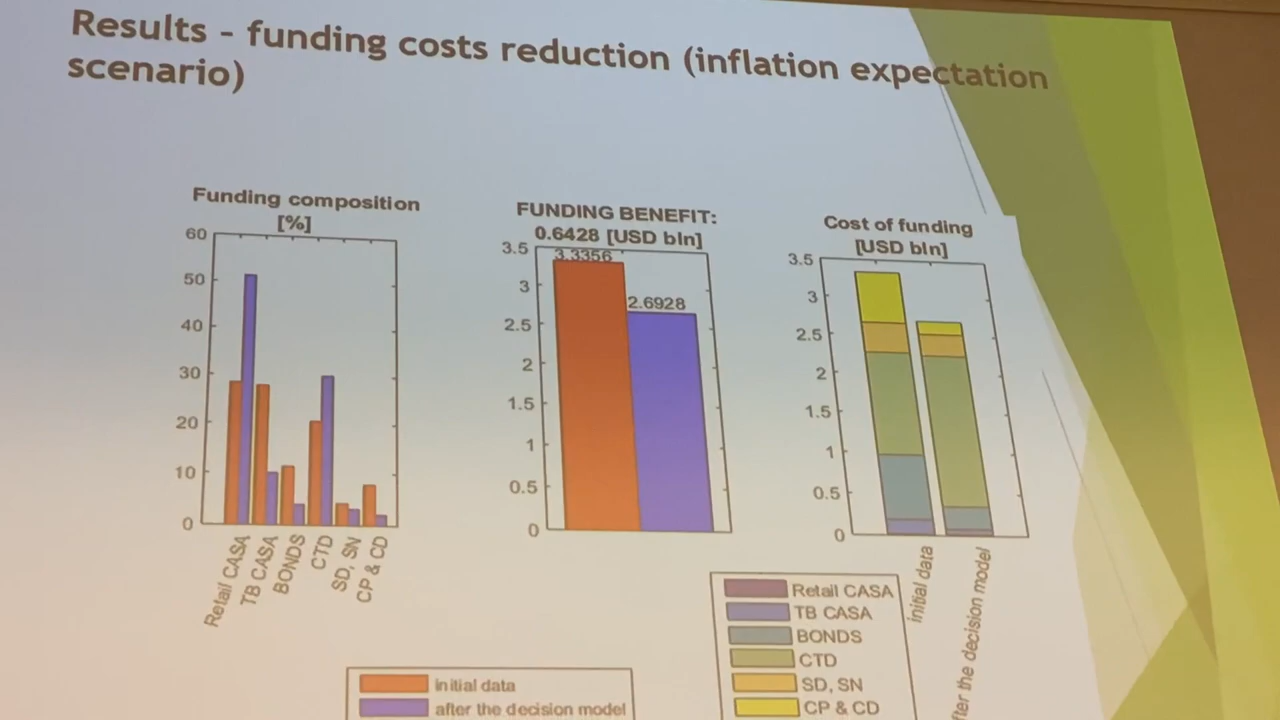 Results - funding costs reduction (inflation expectation
scenario)
Funding composition
[%]
60
50
40
30
20
10
0
Retail CASA
TB CASA
BONDS
CTD
SD, SN
CP & CD
FUNDING BENEFIT:
0.6428 [USD bln]
3.5
3
2.5
2
1.5
1
0.5
0
3.3356
2.6928
Cost of funding
[USD bln]
3.5
3
2.5
2
1.5
1
0.5
0
initial data
fter the decision model
initial data
after the decision model
Retail CASA
TB CASA
BONDS
CTD
SD, SN
CP & CD